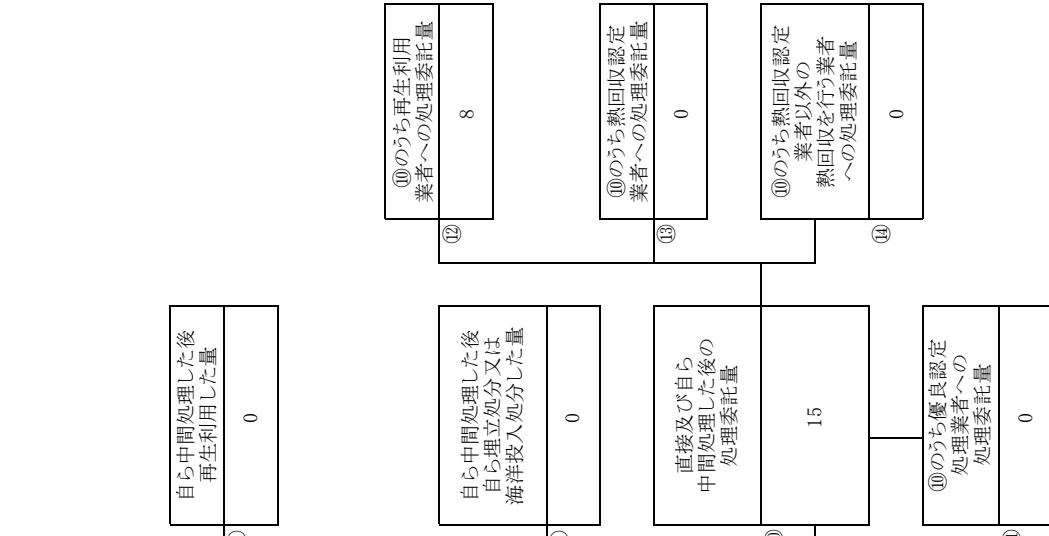 自ら中間処理した後
再生利用した量
0
自ら中間処理した後
自ら埋立処分又は
海洋投入処分した量
0
直接及び自ら
中間処理した後の
処理委託量
15
⑩のうち優良認定
処理業者への
処理委託量
0
⑫
⑩のうち再生利用
業者への処理委託量
8
⑬
⑩のうち熱回収認定
業者への処理委託量
0
⑭
⑩のうち熱回収認定
業者以外の
熱回収を行う業者
への処理委託量
0